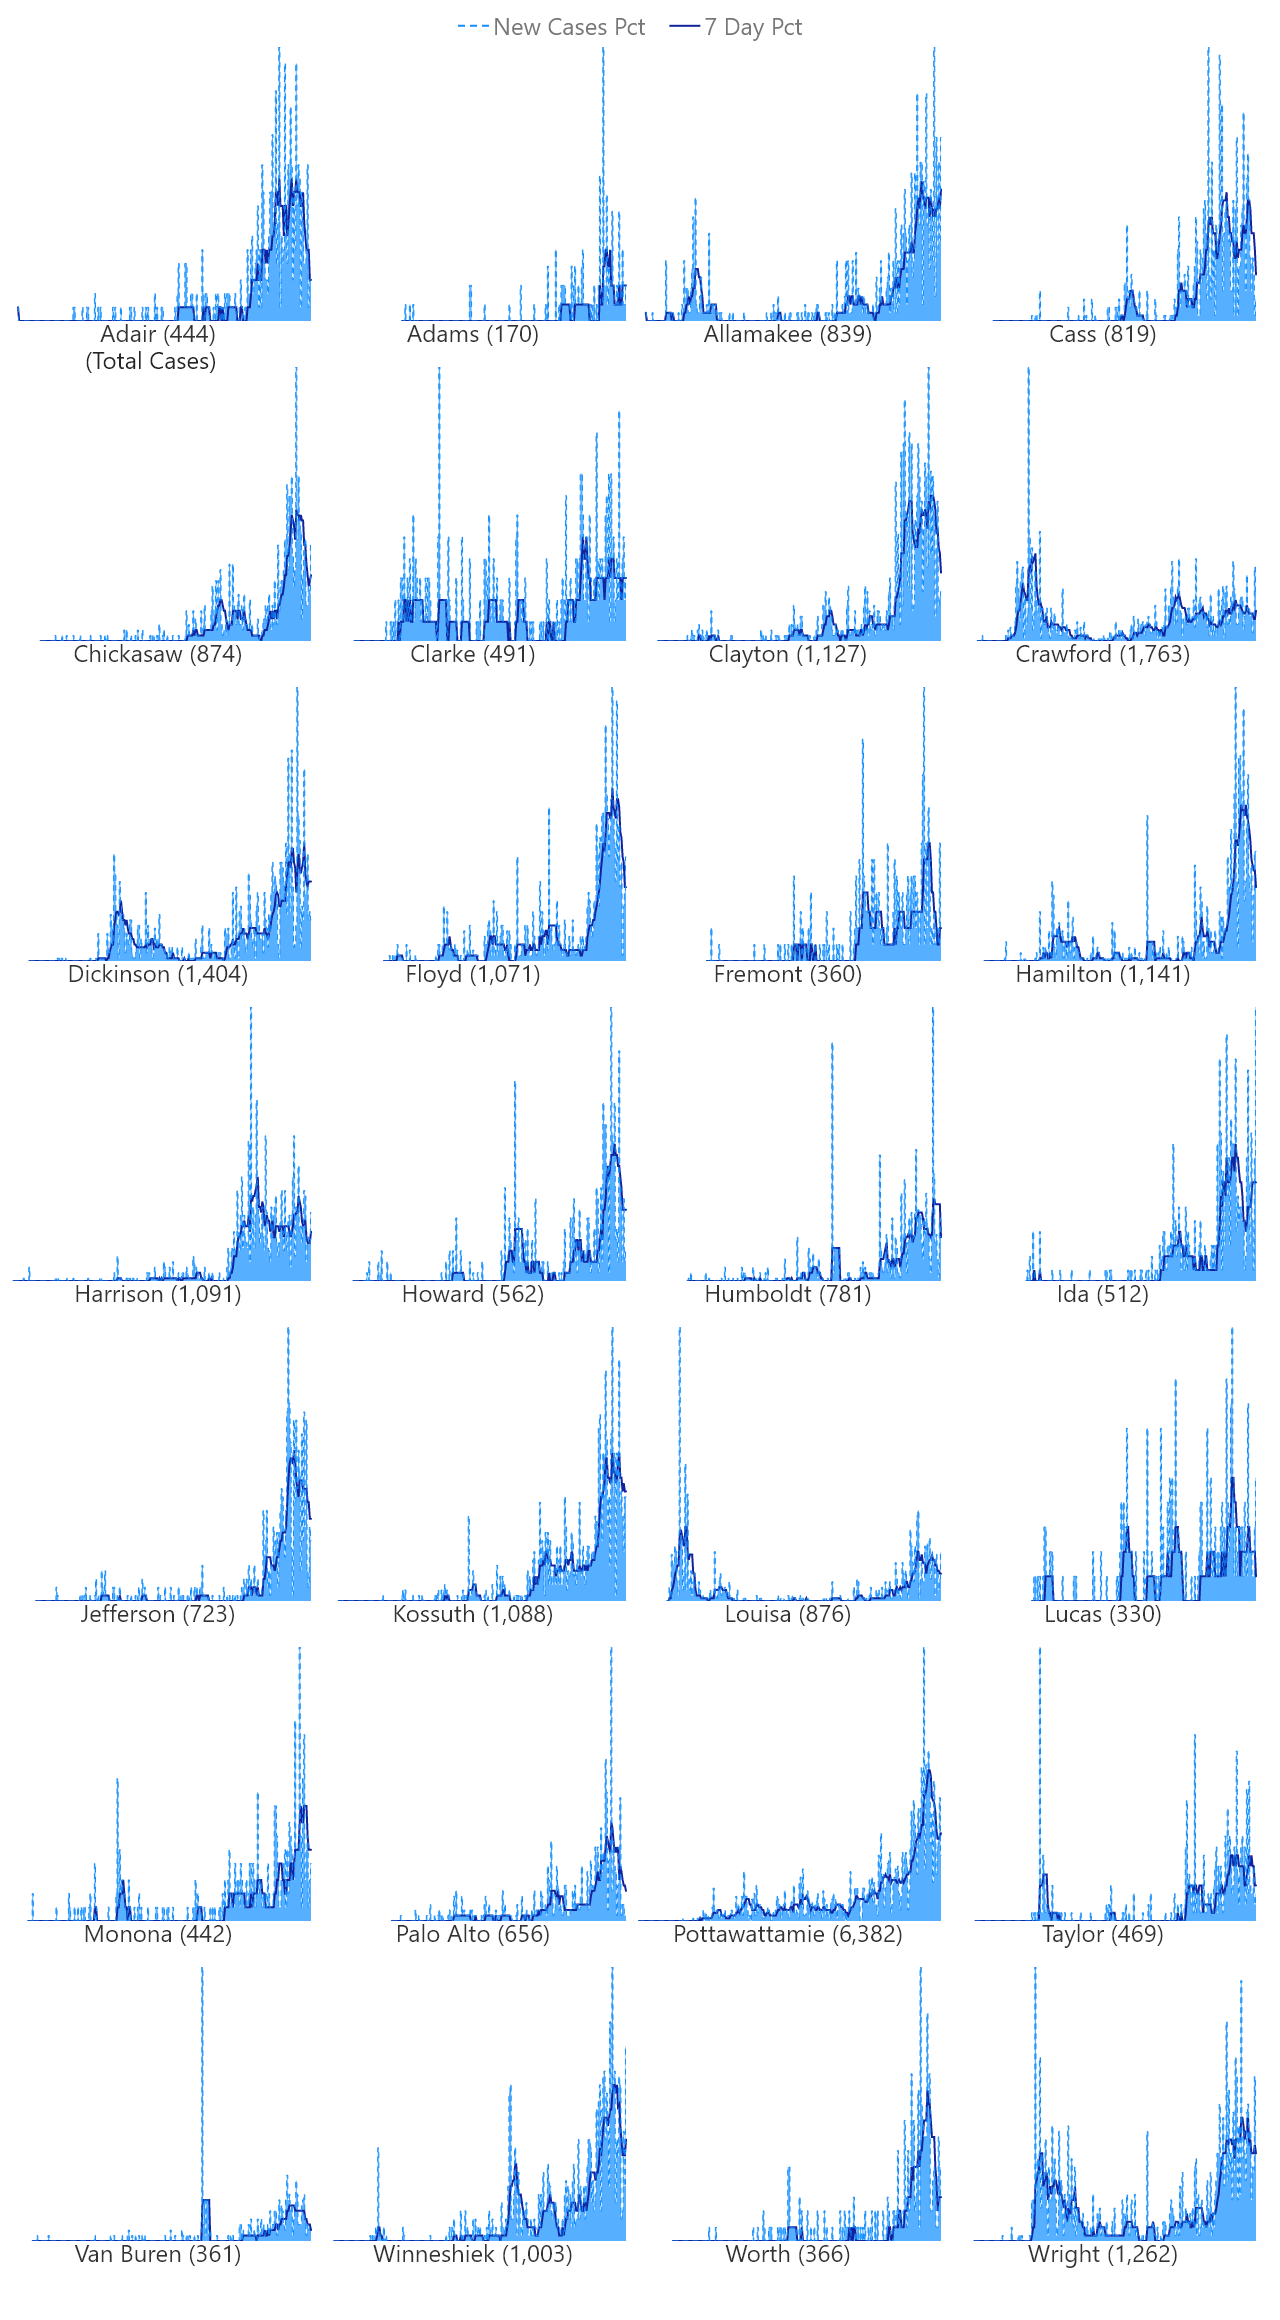 New Cases Pct 7 Day Pct
Adair (444) Adams (170) Allamakee (839) Cass (819)
(Total Cases)
Chickasaw (874) Clarke (491) Clayton (1,127) Crawford (1,763)
Dickinson (1,404) Floyd (1,071) Fremont (360) Hamilton (1,141)
Harrison (1,091) Howard (562) Humboldt (781) Ida (512)
Jefferson (723) Kossuth (1,088) Louisa (876) Lucas (330)
Monona (442) Palo Alto (656) Pottawattamie (6,382) Taylor (469)
Van Buren (361) Winneshiek (1,003) Worth (366) Wright (1,262)